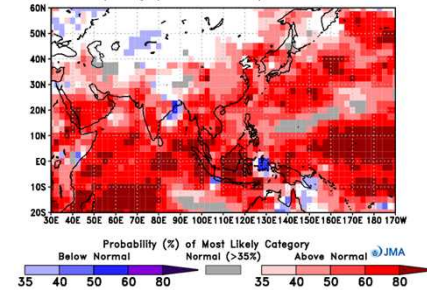 60N
50N
40N
30N
20N
10N
EQ
10S
20S
30E 40E 50E 60E 70E 80E 90E 100E 110E 120E 130E 140E 150E 160E 170E 180 170W
Probability (%) of Most Likely Category
Below Normal Normal (>35%) Above Normal JMA
35 40 50 60 80 35 40 50 60 80